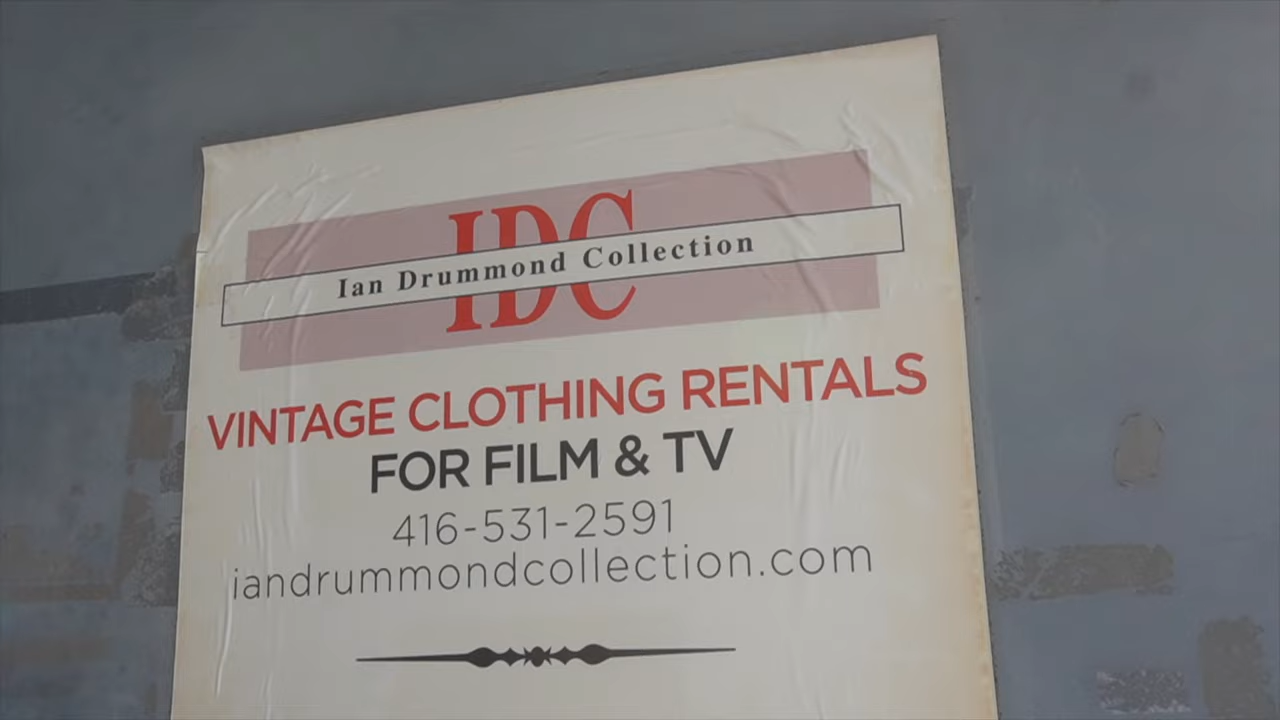 IDC
Ian Drummond Collection
VINTAGE CLOTHING RENTALS
FOR FILM & TV
416-531-2591
iandrummondcollection.com